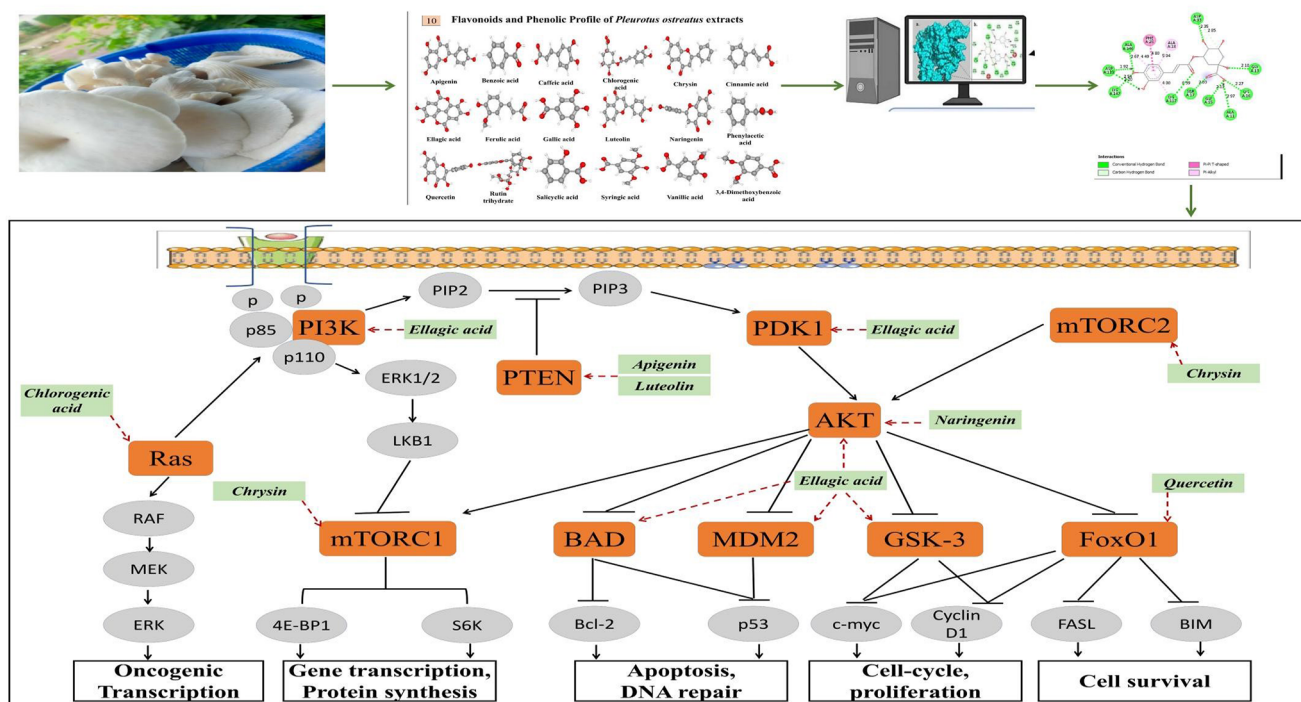 10 Flavonoids and Phenolic Profile of Pleurotus ostreatus extracts
Apigenin
Benzoic acid
Caffeic acid
Chlorogenic
acid
Chrysin
Cinnamic acid
Ellagic acid
Ferulic acid
Gallic acid
Luteolin
Naringenin
Phenylacetic
acid
Quercetin
Rutin
trihydrate
Salicyclic acid
Syringic acid
Vanillic acid
3,4-Dimethoxybenzoic
acid
Interactions
Conventional Hydrogen Bond
Carbon Hydrogen Bond
Pi-Pi T-shaped
Pi-Alkyl
p
p
p85
PI3K
p110
Ellagic acid
PIP2
PIP3
PDK1
Ellagic acid
mTORC2
Chrysin
PTEN
Apigenin
Luteolin
ERK1/2
LKB1
Chlorogenic
acid
Ras
AKT
Naringenin
RAF
MEK
ERK
Chrysin
mTORC1
Ellagic acid
Quercetin
BAD
MDM2
GSK-3
FoxO1
4E-BP1
S6K
Bcl-2
p53
c-myc
Cyclin
D1
FASL
BIM
Oncogenic
Transcription
Gene transcription,
Protein synthesis
Apoptosis,
DNA repair
Cell-cycle,
proliferation
Cell survival